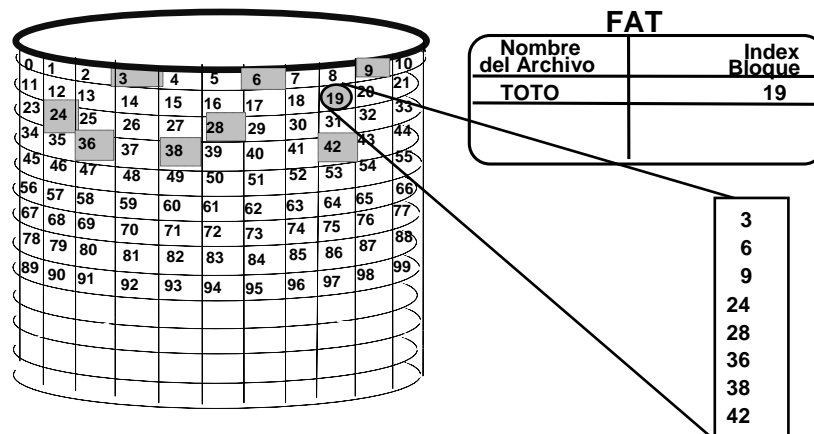 0 1 2 3 4 5 6 7 8 9 10
11 12 13 14 15 16 17 18 19 20 21
23 24 25 26 27 28 29 30 31 32 33
34 35 36 37 38 39 40 41 42 43 44
45 46 47 48 49 50 51 52 53 54 55
56 57 58 59 60 61 62 63 64 65 66
67 68 69 70 71 72 73 74 75 76 77
78 79 80 81 82 83 84 85 86 87 88
89 90 91 92 93 94 95 96 97 98 99
FAT
Nombre del Archivo
Index Bloque
TOTO 19
3
6
9
24
28
36
38
42